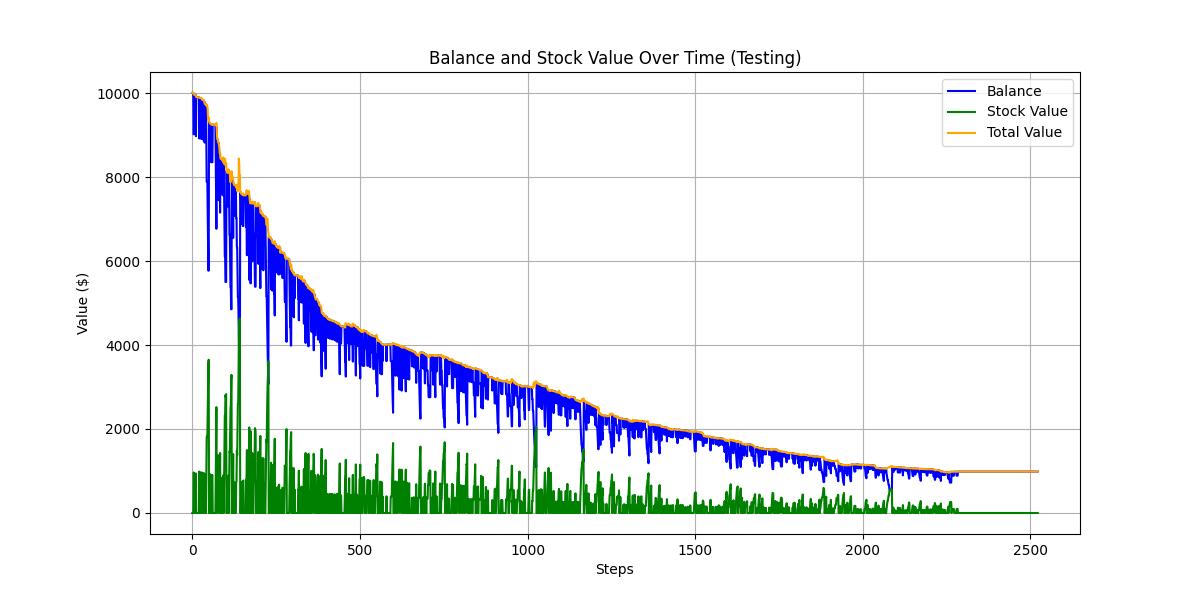 Balance and Stock Value Over Time (Testing)
Balance
Stock Value
Total Value
10000
8000
6000
4000
2000
0
Value ($)
0 500 1000 1500 2000 2500
Steps